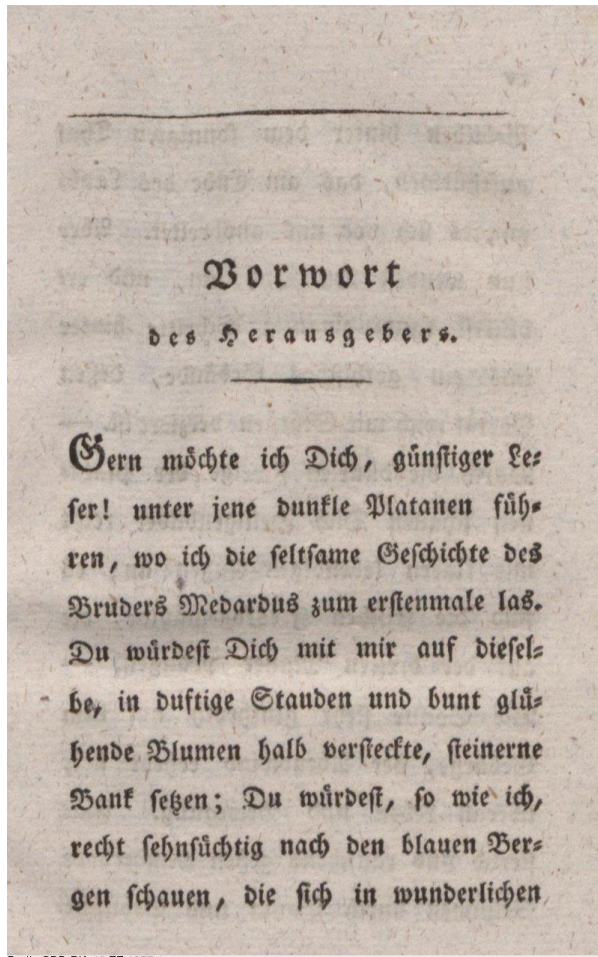 Vorwort
des Herausgebers.
Gern möchte ich Dich, günſtiger Le⸗
ſer! unter jene dunkle Platanen füh⸗
ren, wo ich die ſeltſame Geſchichte des
Bruders Medardus zum erſtenmale las.
Du würdeſt Dich mit mir auf dieſel⸗
be, in duftige Stauden und bunt glü⸗
hende Blumen halb verſteckte, ſteinerne
Bank ſetzen; Du würdeſt, ſo wie ich,
recht ſehnſüchtig nach den blauen Ber⸗
gen ſchauen, die ſich in wunderlichen